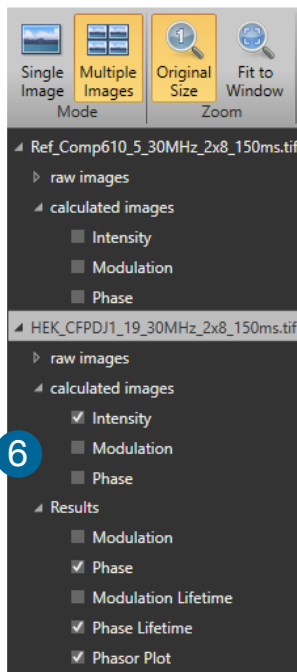 1
Single Image
Multiple Images
Original Size
Fit to Window
Mode
Zoom
Ref_Comp610_5_30MHz_2x8_150ms.tif
raw images
calculated images
Intensity
Modulation
Phase
HEK_CFPDJ1_19_30MHz_2x8_150ms.tif
raw images
calculated images
Intensity
6
Modulation
Phase
Results
Modulation
Phase
Modulation Lifetime
Phase Lifetime
Phasor Plot